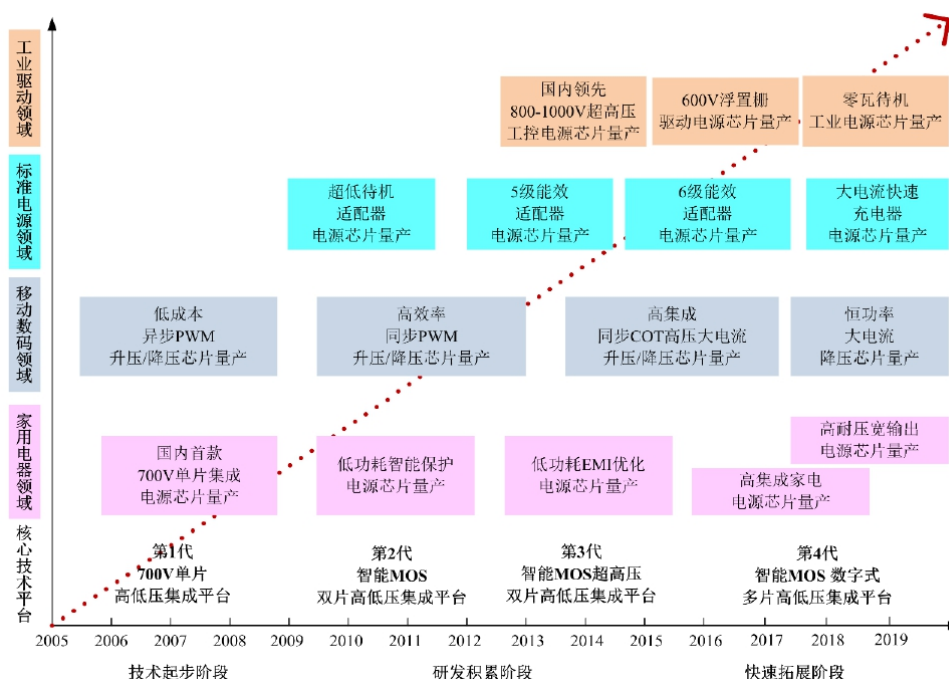 工业驱动领域
国内领先
800-1000V超高压
工控电源芯片量产
600V浮置栅
驱动电源芯片量产
零瓦待机
工业电源芯片量产
标准电源领域
超低待机
适配器
电源芯片量产
5级能效
适配器
电源芯片量产
6级能效
适配器
电源芯片量产
大电流快速
充电器
电源芯片量产
移动数码领域
低成本
异步PWM
升压/降压芯片量产
高效率
同步PWM
升压/降压芯片量产
高集成
同步COT高压大电流
升压/降压芯片量产
恒功率
大电流
降压芯片量产
家用电器领域
国内首款
700V单片集成
电源芯片量产
低功耗智能保护
电源芯片量产
低功耗EMI优化
电源芯片量产
高集成家电
电源芯片量产
高耐压宽输出
电源芯片量产
核心技术平台
第1代
700V单片
高低压集成平台
第2代
智能MOS
双片高低压集成平台
第3代
智能MOS超高压
双片高低压集成平台
第4代
智能MOS 数字式
多片高低压集成平台
2005 2006 2007 2008 2009 2010 2011 2012 2013 2014 2015 2016 2017 2018 2019
技术起步阶段 研发积累阶段 快速拓展阶段